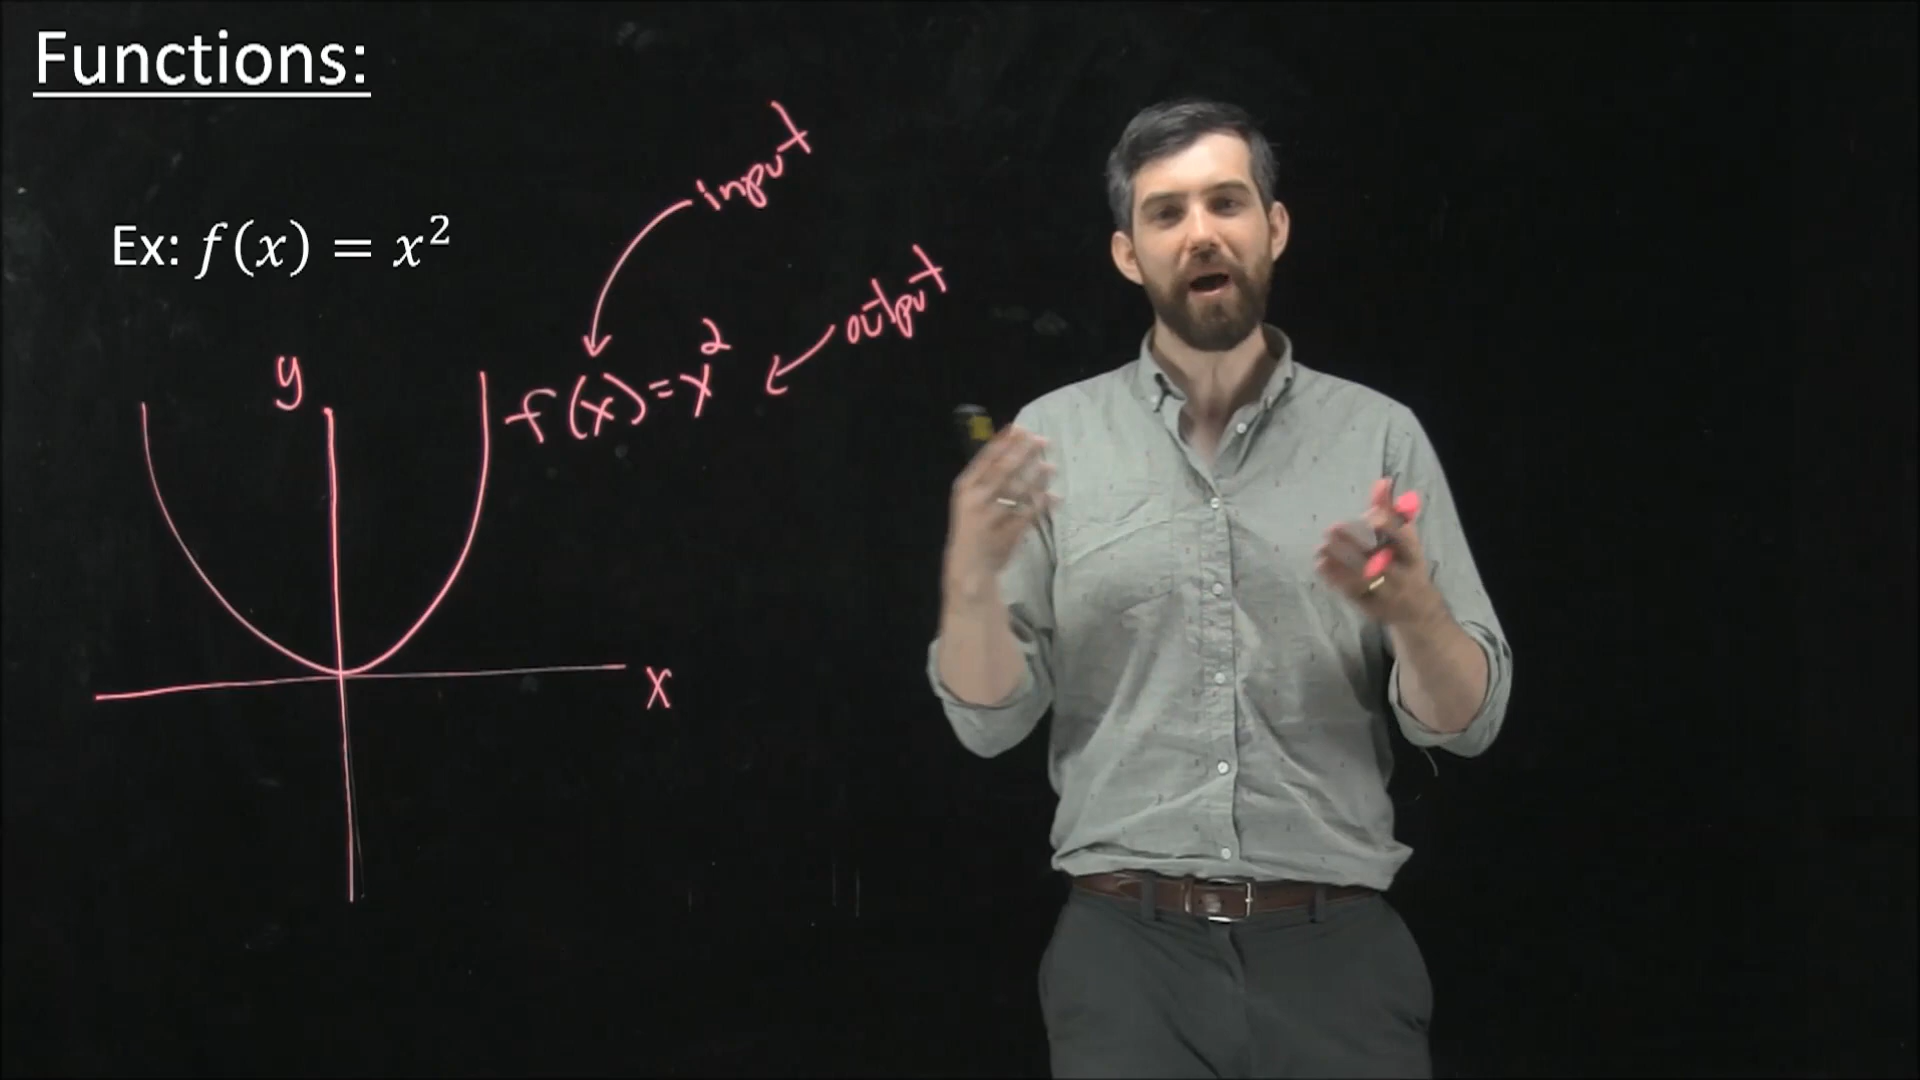 Functions:
input
Ex: f(x) = x²
output
y
f(x)=x²
x